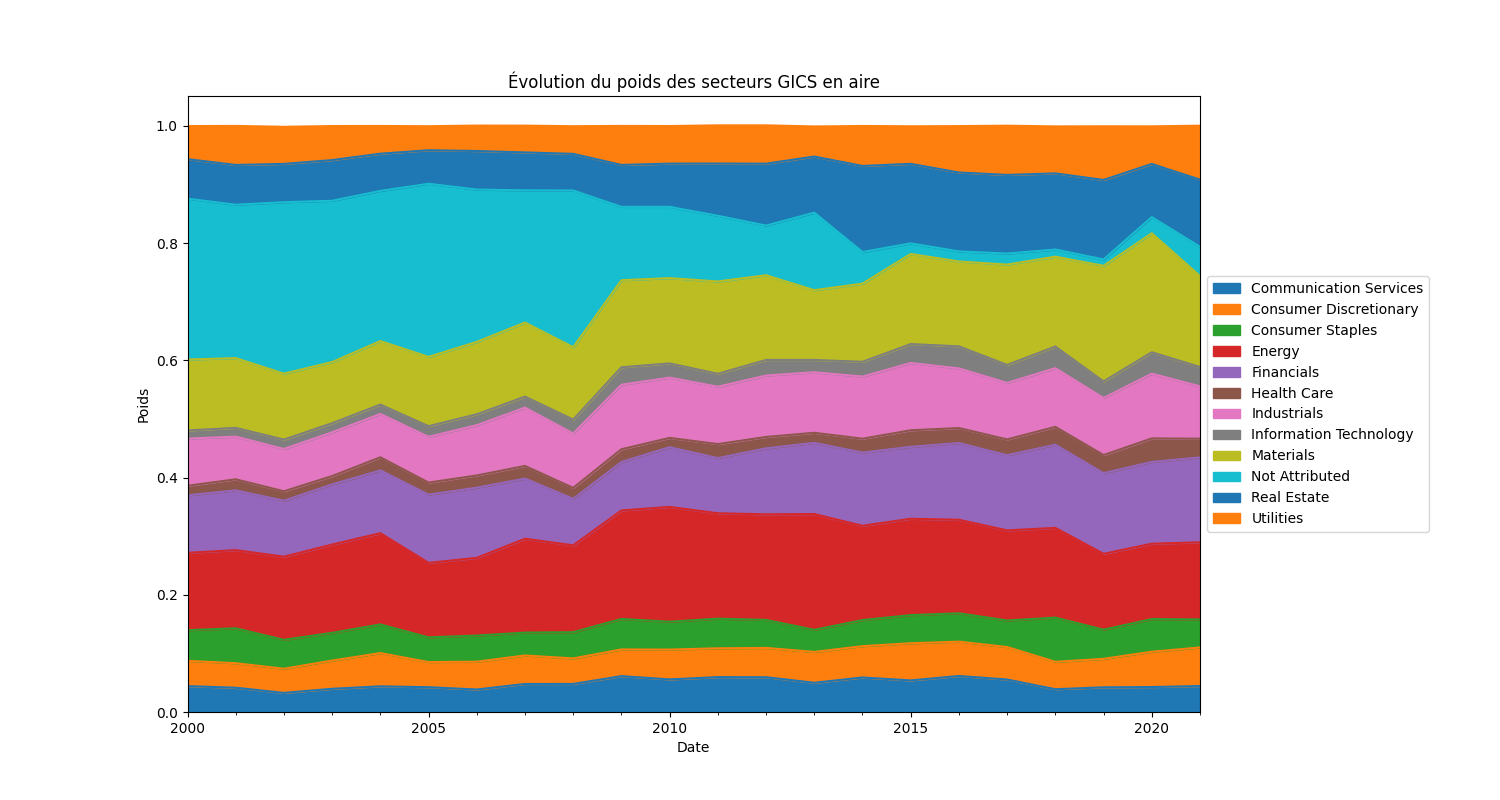 Évolution du poids des secteurs GICS en aire
1.0
0.8
0.6
0.4
0.2
0.0
Poids
2000
2005
2010
2015
2020
Date
Communication Services
Consumer Discretionary
Consumer Staples
Energy
Financials
Health Care
Industrials
Information Technology
Materials
Not Attributed
Real Estate
Utilities